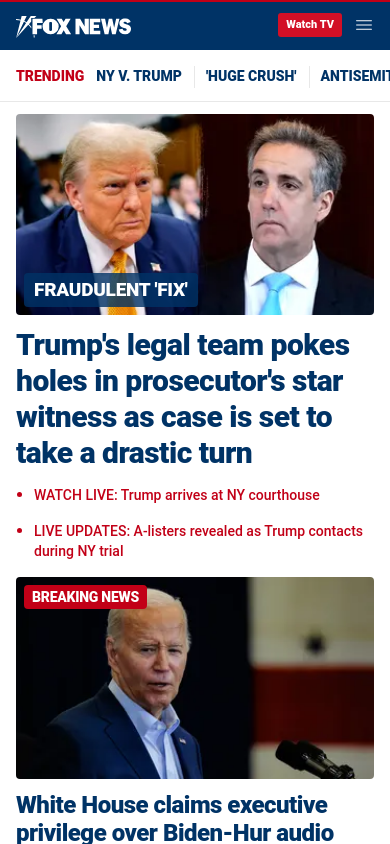 FOX NEWS
Watch TV
TRENDING NY V. TRUMP 'HUGE CRUSH' ANTISEMIT
FRAUDULENT 'FIX'
Trump's legal team pokes
holes in prosecutor's star
witness as case is set to
take a drastic turn
• WATCH LIVE: Trump arrives at NY courthouse
• LIVE UPDATES: A-listers revealed as Trump contacts
during NY trial
BREAKING NEWS
White House claims executive
privilege over Biden-Hur audio